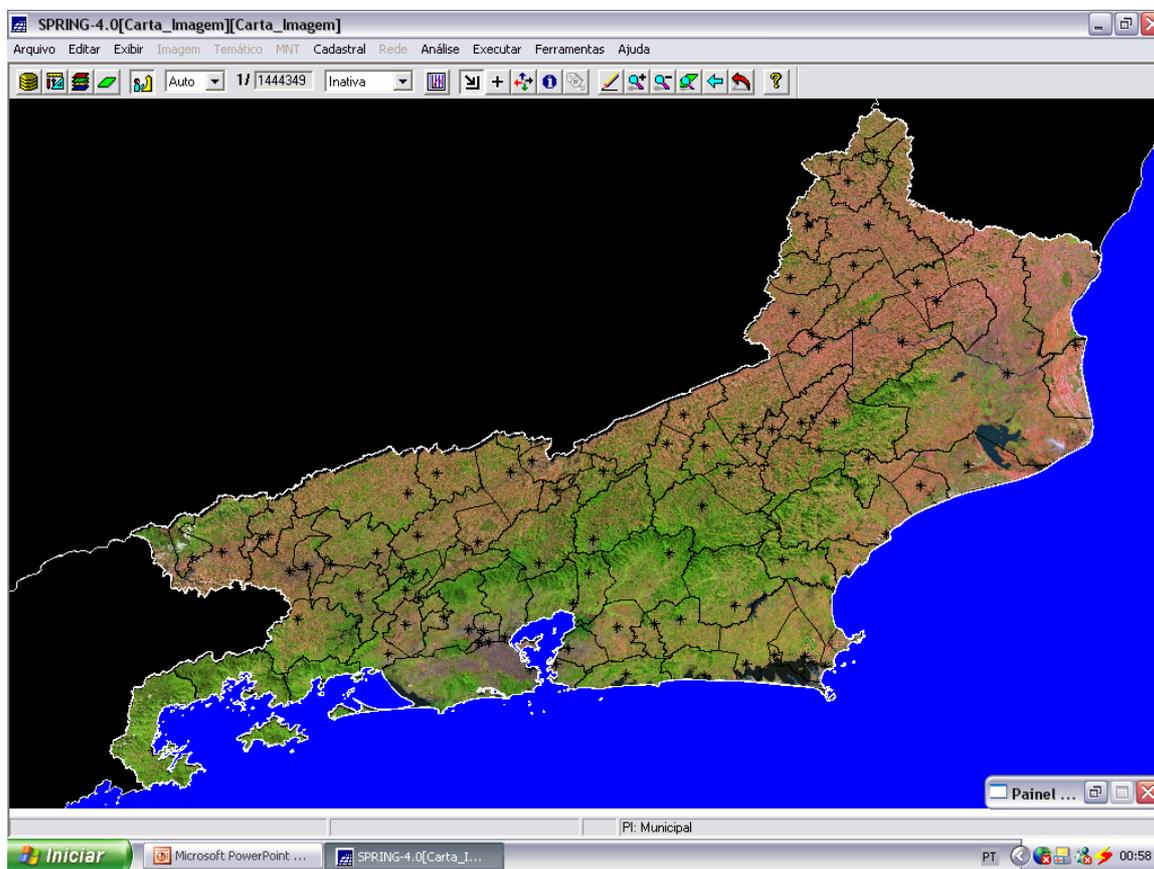 SPRING-4.0[Carta_Imagem][Carta_Imagem]
Arquivo Editar Exibir Imagem Temático MNT Cadastral Rede Análise Executar Ferramentas Ajuda
Auto 1/ 1444349 Inativa
Painel ...
PI: Municipal
Iniciar Microsoft PowerPoint ... SPRING-4.0[Carta_I... PT 00:58